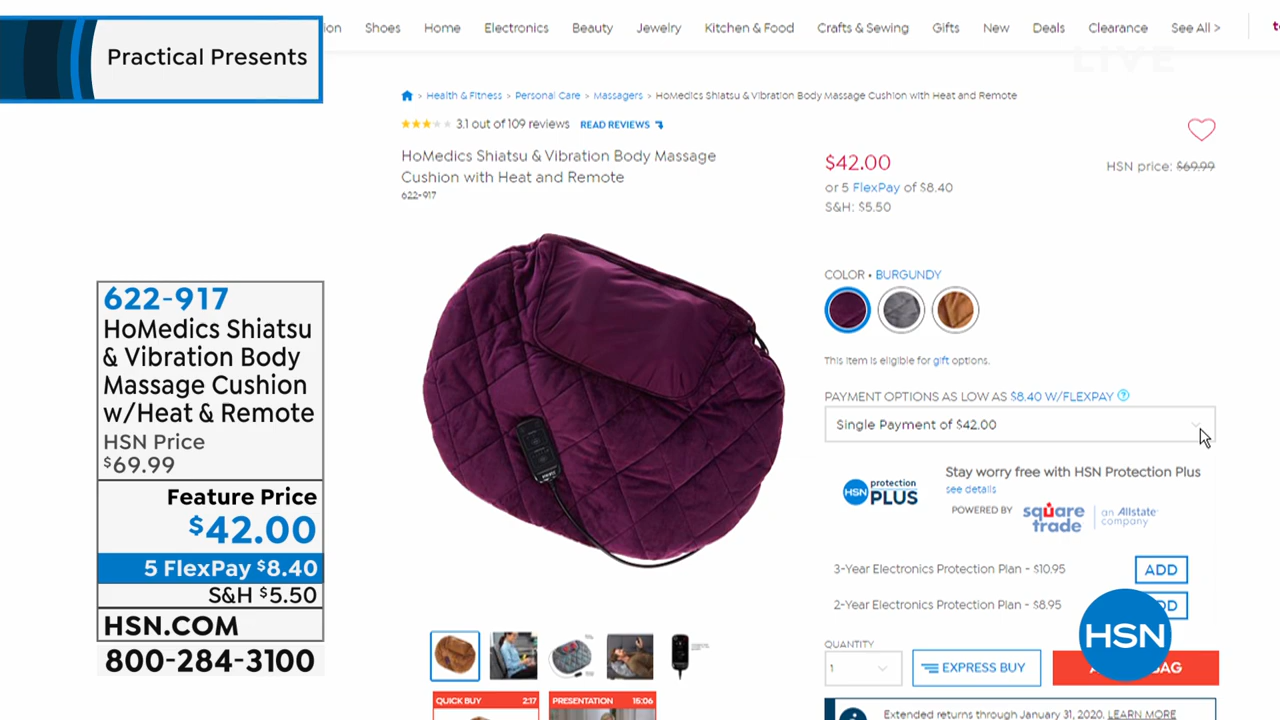 Practical Presents
Shoes
Home
Electronics
Beauty
Jewelry
Kitchen & Food
Crafts & Sewing
Gifts
New
Deals
Clearance
See All >
LIVE
> Health & Fitness > Personal Care > Massagers > HoMedics Shiatsu & Vibration Body Massage Cushion with Heat and Remote
3.1 out of 109 reviews READ REVIEWS
HoMedics Shiatsu & Vibration Body Massage
Cushion with Heat and Remote
622-917
$42.00
HSN price: $69.99
or 5 FlexPay of $8.40
S&H: $5.50
COLOR • BURGUNDY
This item is eligible for gift options.
PAYMENT OPTIONS AS LOW AS $8.40 W/FLEXPAY ?
Single Payment of $42.00
HSN protection PLUS
Stay worry free with HSN Protection Plus
see details
POWERED BY square trade an Allstate company
3-Year Electronics Protection Plan - $10.95
ADD
2-Year Electronics Protection Plan - $8.95
QUANTITY
1
EXPRESS BUY
HSN
Extended returns through January 31, 2020. LEARN MORE
QUICK BUY 2:17
PRESENTATION 15:06
622-917
HoMedics Shiatsu
& Vibration Body
Massage Cushion
w/Heat & Remote
HSN Price
$69.99
Feature Price
$42.00
5 FlexPay $8.40
S&H $5.50
HSN.COM
800-284-3100